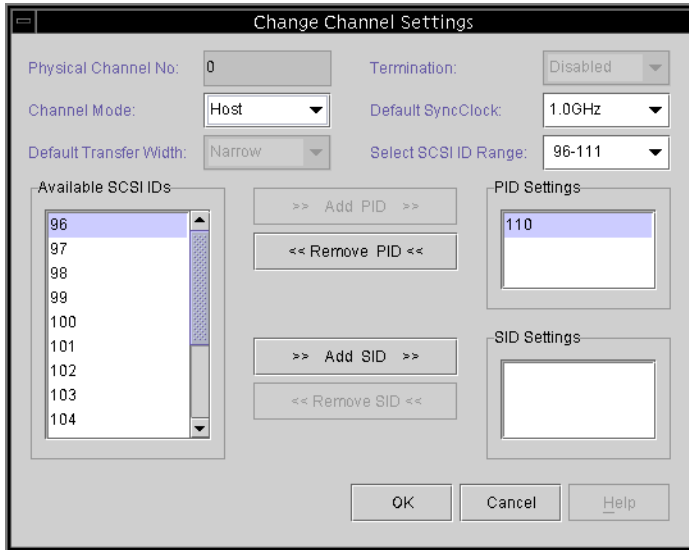 Change Channel Settings
Physical Channel No: 0 Termination: Disabled
Channel Mode: Host Default SyncClock: 1.0GHz
Default Transfer Width: Narrow Select SCSI ID Range: 96-111
Available SCSI IDs
96
97
98
99
100
101
102
103
104
>> Add PID >>
<< Remove PID <<
>> Add SID >>
<< Remove SID <<
PID Settings
110
SID Settings
OK Cancel Help